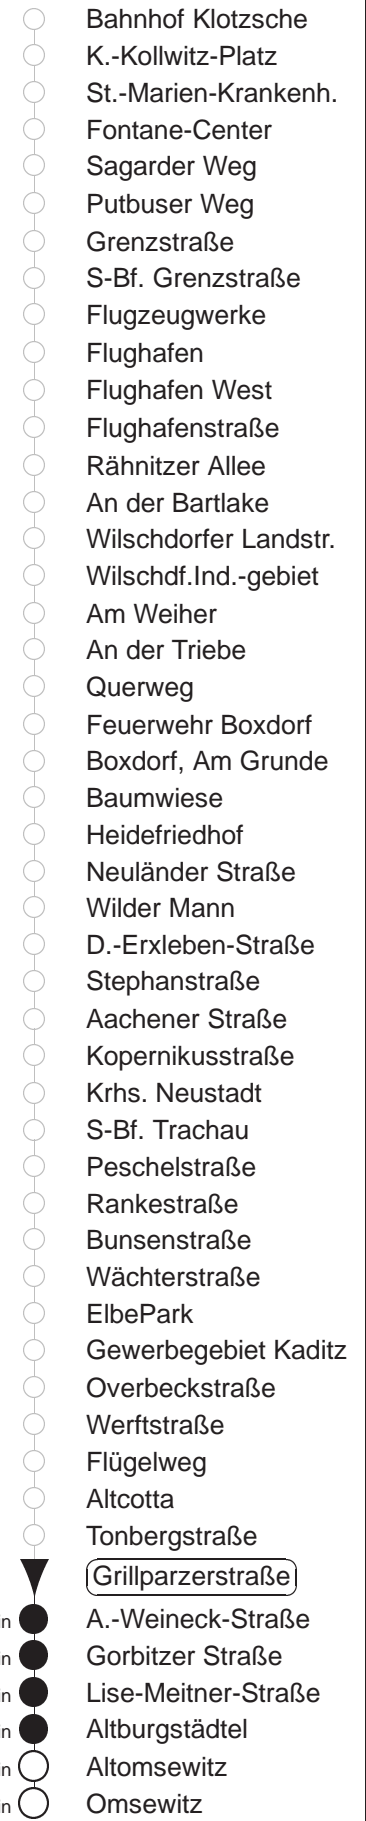 Bahnhof Klotzsche
K.-Kollwitz-Platz
St.-Marien-Krankenh.
Fontane-Center
Sagarder Weg
Putbuser Weg
Grenzstraße
S-Bf. Grenzstraße
Flugzeugwerke
Flughafen
Flughafen West
Flughafenstraße
Rähnitzer Allee
An der Bartlake
Wilschdorfer Landstr.
Wilschdf.Ind.-gebiet
Am Weiher
An der Triebe
Querweg
Feuerwehr Boxdorf
Boxdorf, Am Grunde
Baumwiese
Heidefriedhof
Neuländer Straße
Wilder Mann
D.-Erxleben-Straße
Stephanstraße
Aachener Straße
Kopernikusstraße
Krhs. Neustadt
S-Bf. Trachau
Peschelstraße
Rankestraße
Bunsenstraße
Wächterstraße
ElbePark
Gewerbegebiet Kaditz
Overbeckstraße
Werftstraße
Flügelweg
Altcotta
Tonbergstraße
Grillparzerstraße
A.-Weineck-Straße
Gorbitzer Straße
Lise-Meitner-Straße
Altburgstädtel
Altomsewitz
Omsewitz